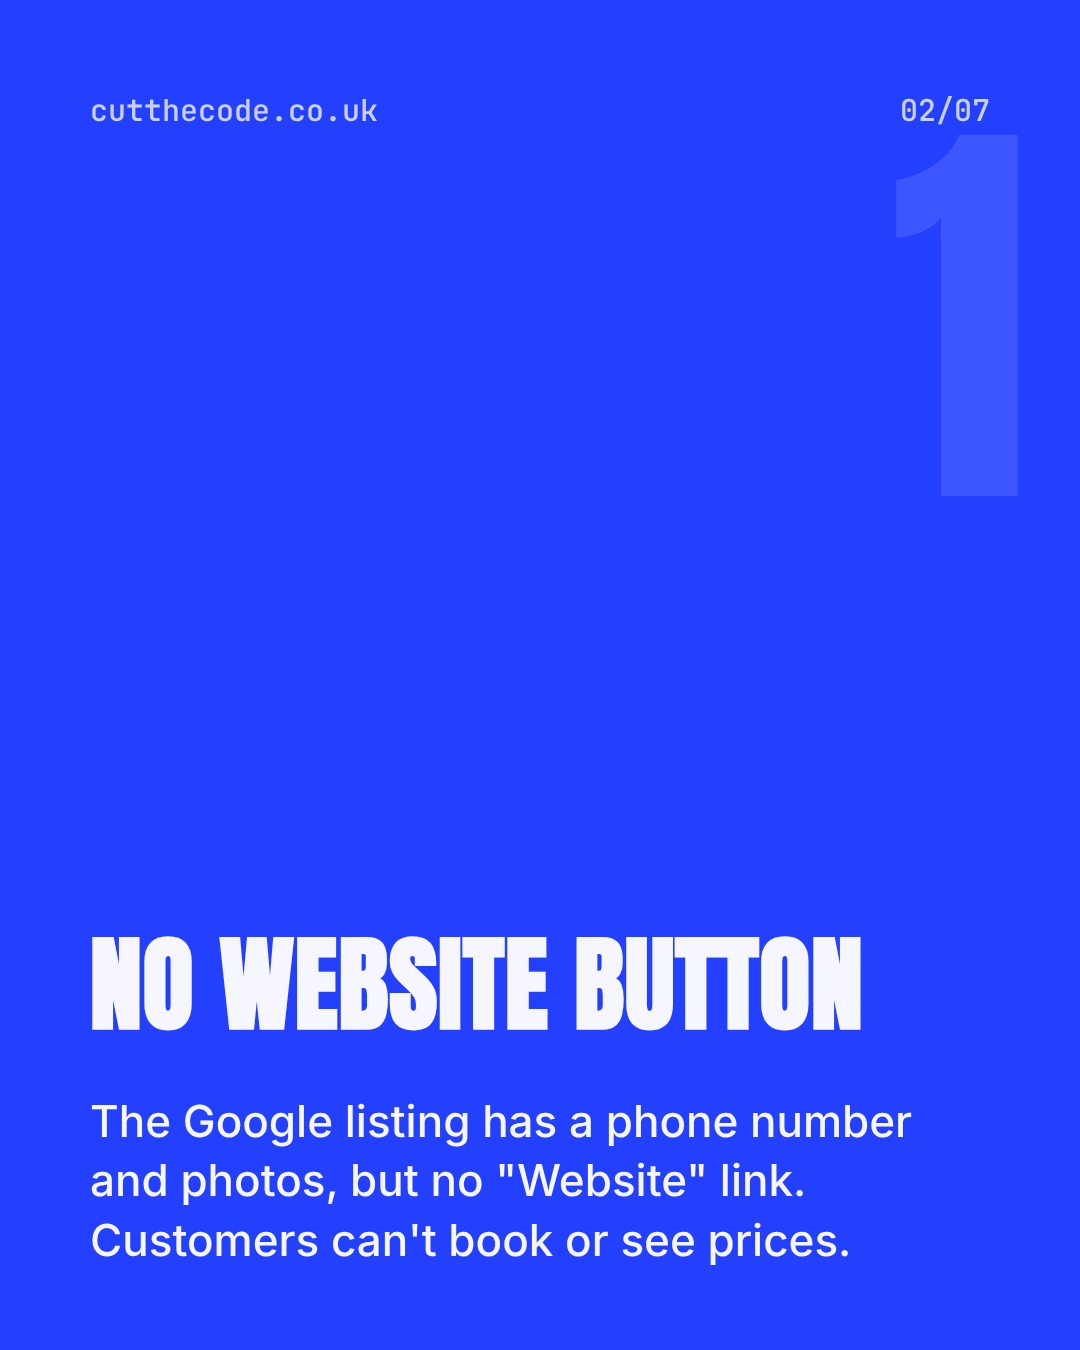 cutthecode.co.uk
02/07
1
NO WEBSITE BUTTON
The Google listing has a phone number
and photos, but no "Website" link.
Customers can't book or see prices.